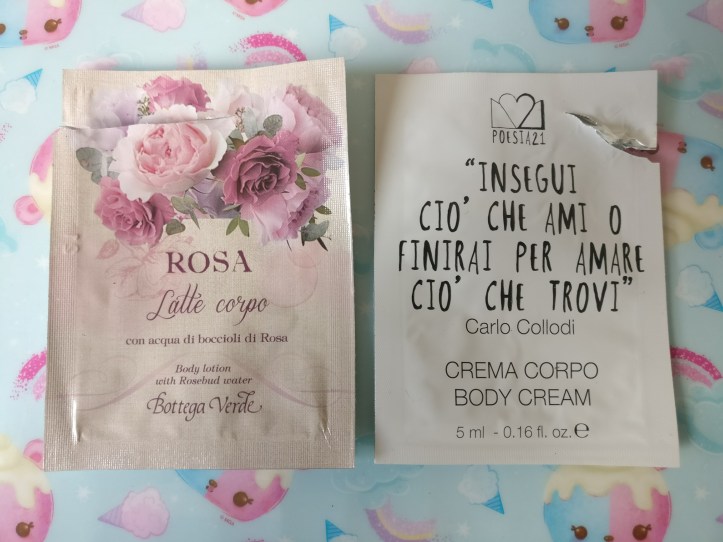 ROSA
Latte corpo
con acqua di boccioli di Rosa
Body lotion
with Rosebud water
Bottega Verde
POESIA21
“INSEGUI
CIO’ CHE AMI O
FINIRAI PER AMARE
CIO’ CHE TROVI”
Carlo Collodi
CREMA CORPO
BODY CREAM
5 ml - 0.16 fl. oz. e